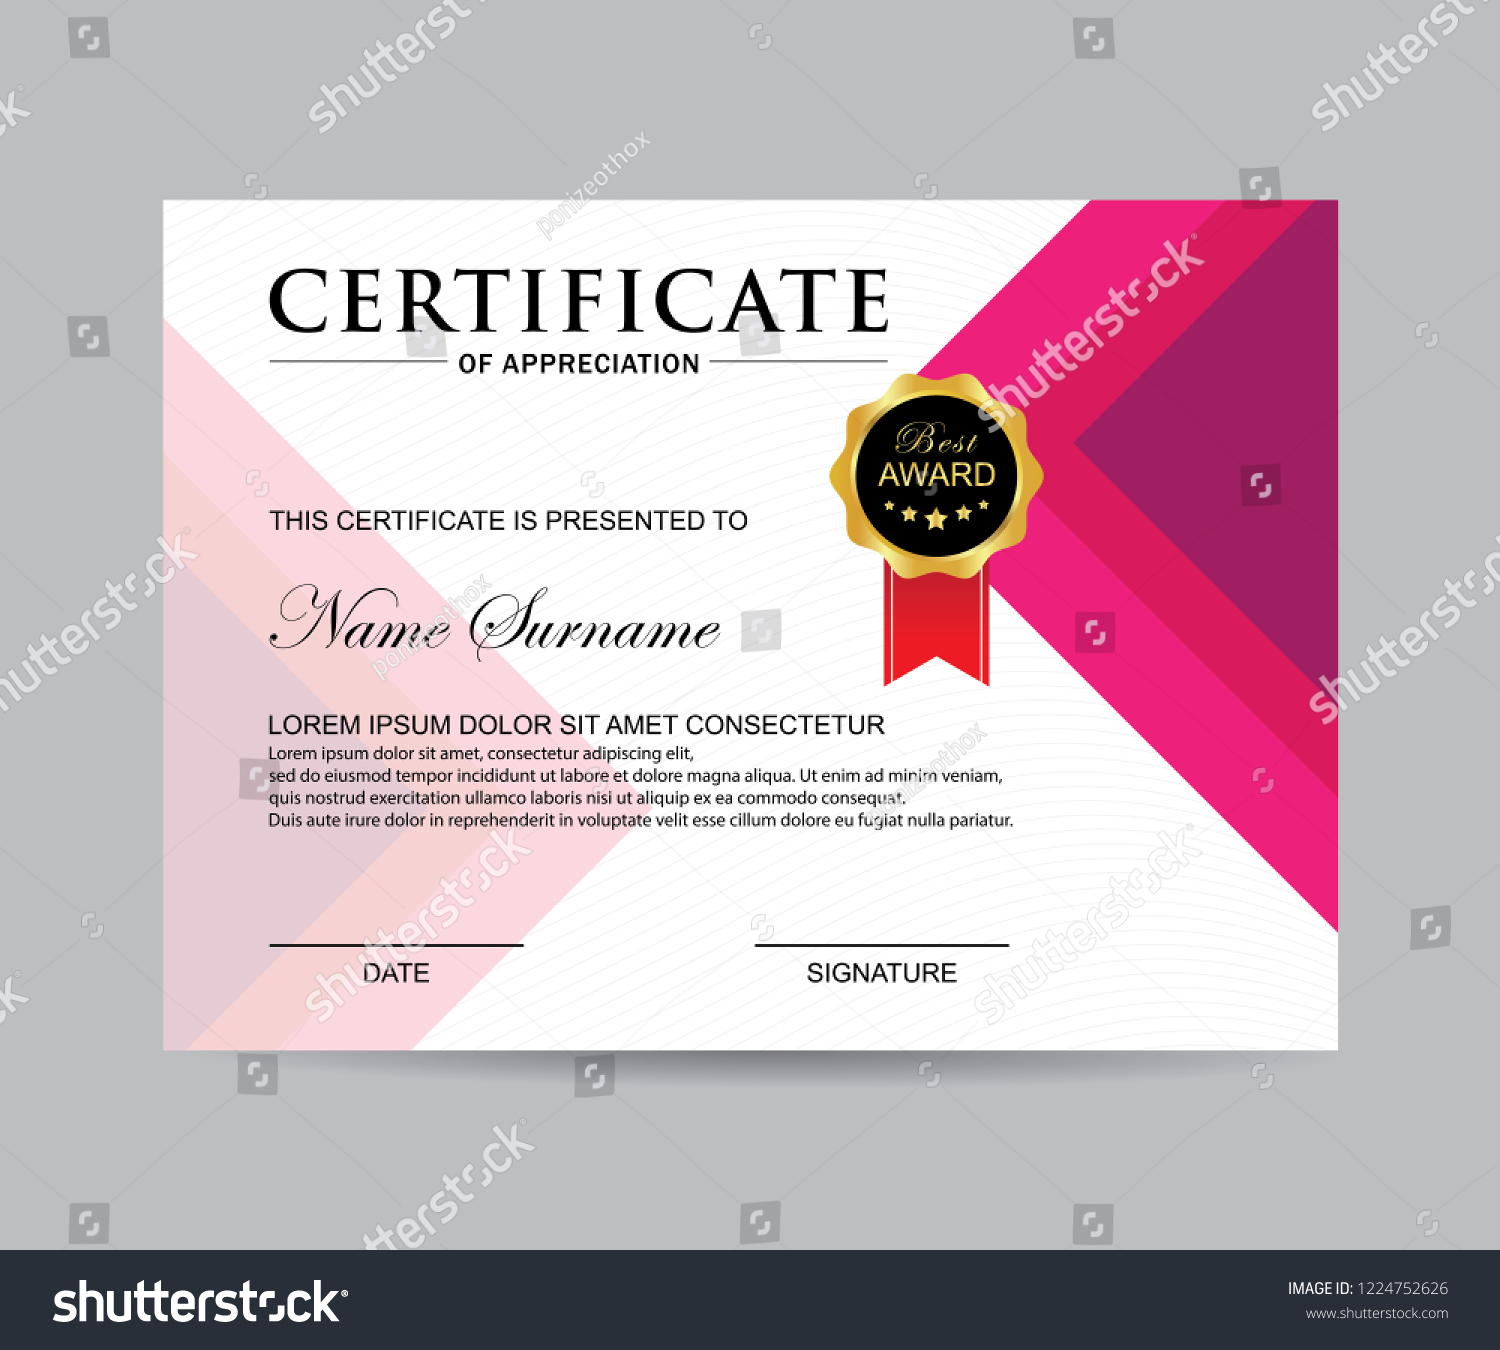 CERTIFICATE
OF APPRECIATION
Best
AWARD
THIS CERTIFICATE IS PRESENTED TO
Name Surname
LOREM IPSUM DOLOR SIT AMET CONSECTETUR
Lorem ipsum dolor sit amet, consectetur adipiscing elit,
sed do eiusmod tempor incididunt ut labore et dolore magna aliqua. Ut enim ad minim veniam,
quis nostrud exercitation ullamco laboris nisi ut aliquip ex ea commodo consequat.
Duis aute irure dolor in reprehenderit in voluptate velit esse cillum dolore eu fugiat nulla pariatur.
DATE
SIGNATURE
shutterstock
shutterstock
shutterstock
shutterstock
shutterstock
shutterstock
shutterstock
shutterstock
ponizeothox
ponizeothox
ponizeothox
shutterstock®
IMAGE ID: 1224752626
www.shutterstock.com